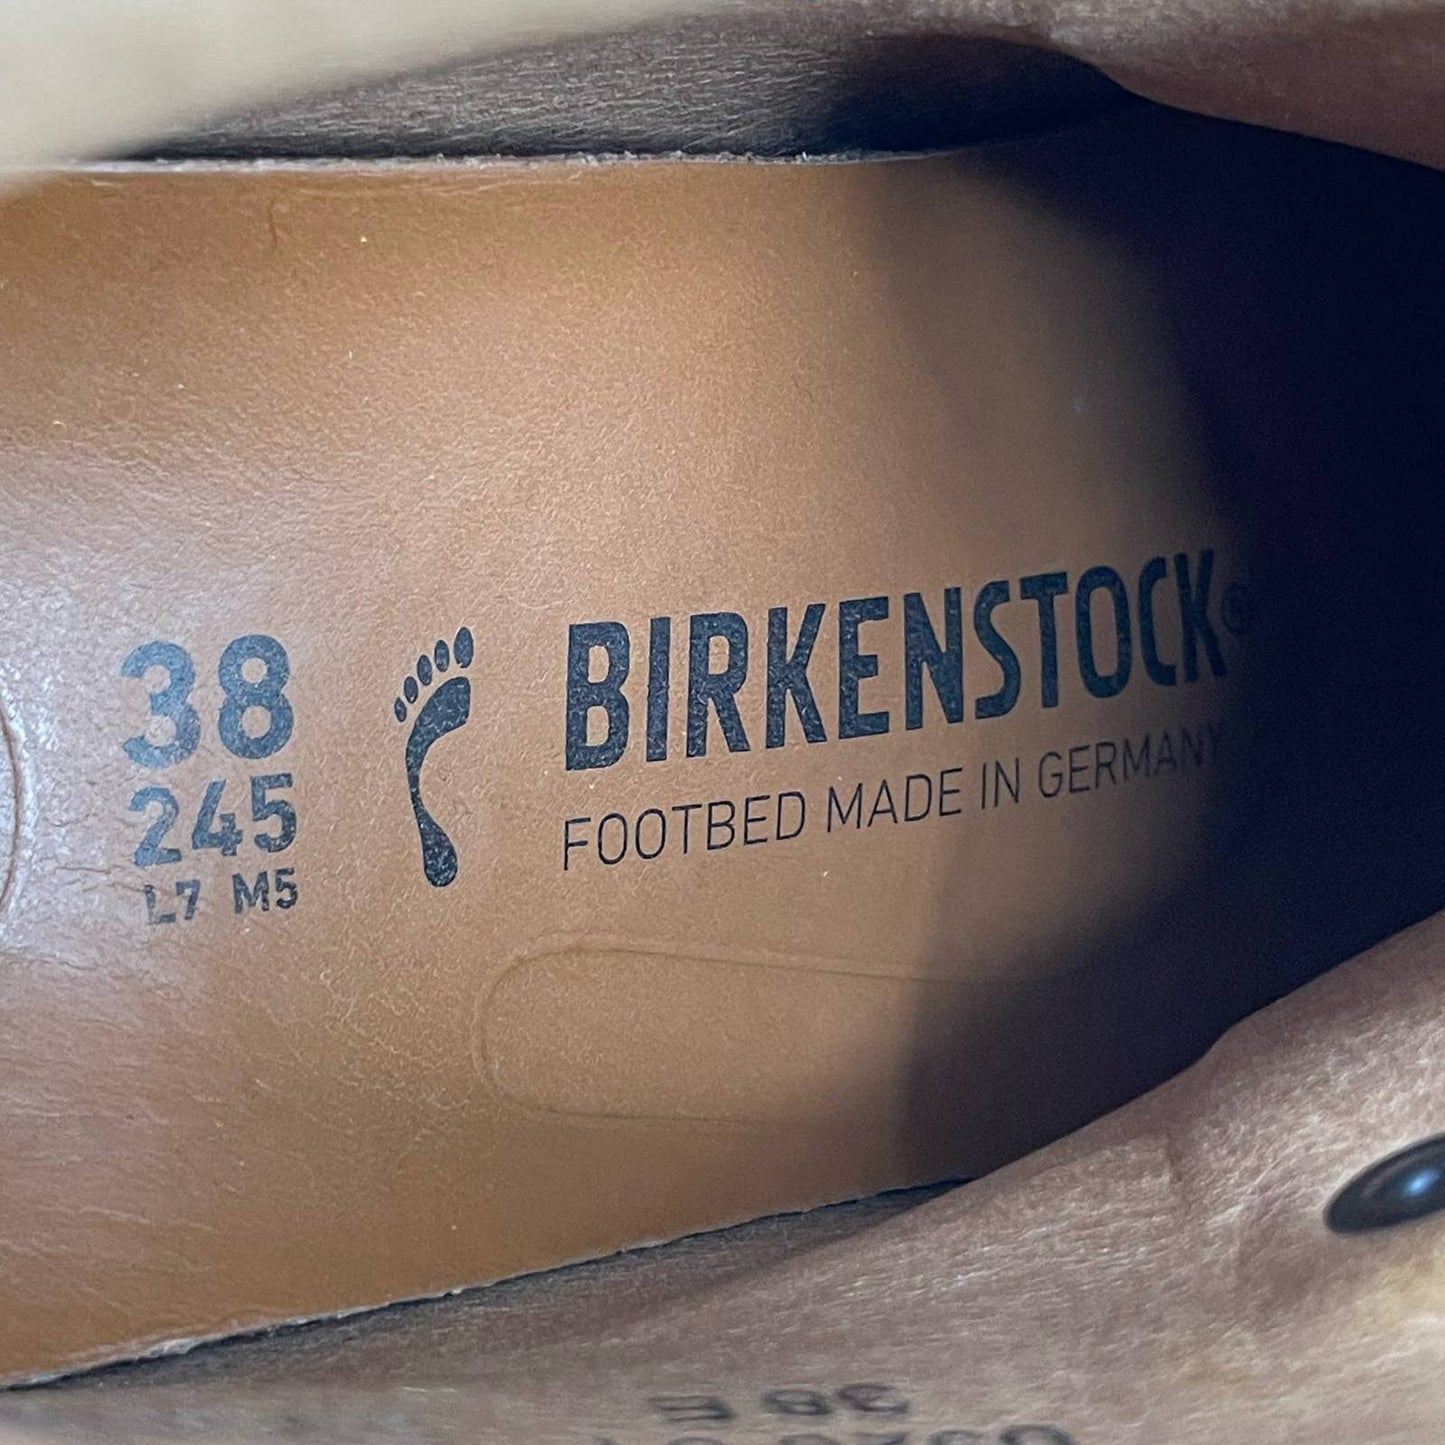 38
245
L7 M5
BIRKENSTOCK®
FOOTBED MADE IN GERMANY